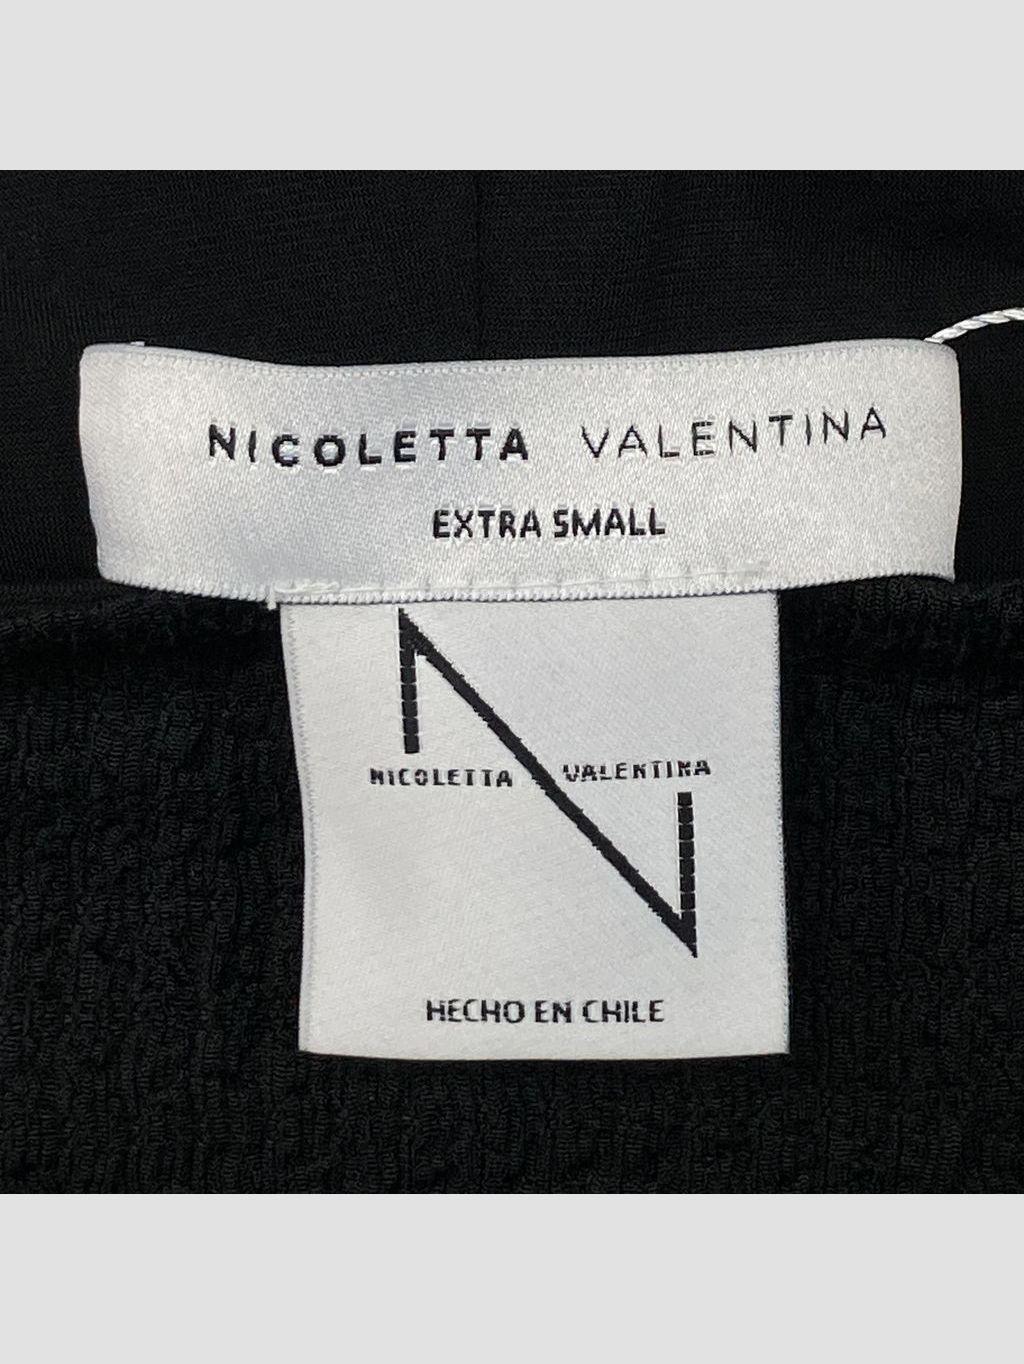 NICOLETTA VALENTINA
EXTRA SMALL
NICOLETTA VALENTINA
HECHO EN CHILE